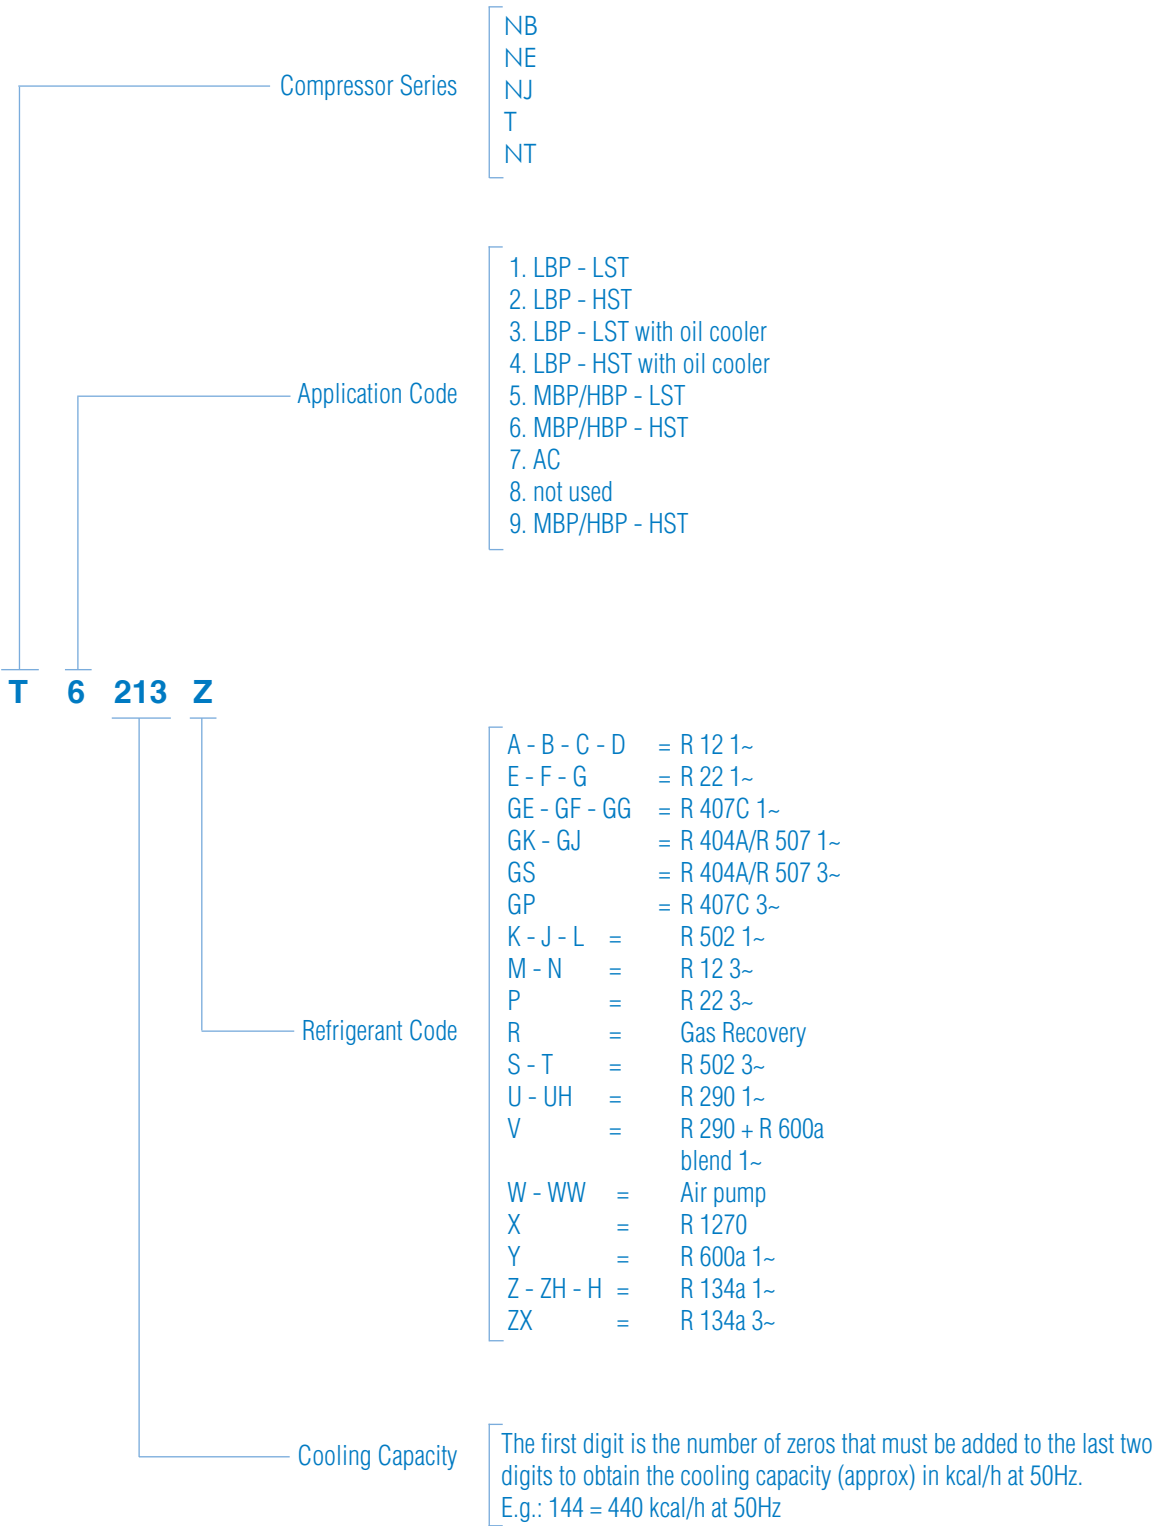 NB
NE
Compressor Series
NJ
T
NT
1. LBP - LST
2. LBP - HST
3. LBP - LST with oil cooler
4. LBP - HST with oil cooler
Application Code
5. MBP/HBP - LST
6. MBP/HBP - HST
7. AC
8. not used
9. MBP/HBP - HST
T 6 213 Z
A - B - C - D = R 12 1~
E - F - G = R 22 1~
GE - GF - GG = R 407C 1~
GK - GJ = R 404A/R 507 1~
GS = R 404A/R 507 3~
GP = R 407C 3~
K - J - L = R 502 1~
M - N = R 12 3~
P = R 22 3~
Refrigerant Code
R = Gas Recovery
S - T = R 502 3~
U - UH = R 290 1~
V = R 290 + R 600a
blend 1~
W - WW = Air pump
X = R 1270
Y = R 600a 1~
Z - ZH - H = R 134a 1~
ZX = R 134a 3~
Cooling Capacity
The first digit is the number of zeros that must be added to the last two
digits to obtain the cooling capacity (approx) in kcal/h at 50Hz.
E.g.: 144 = 440 kcal/h at 50Hz